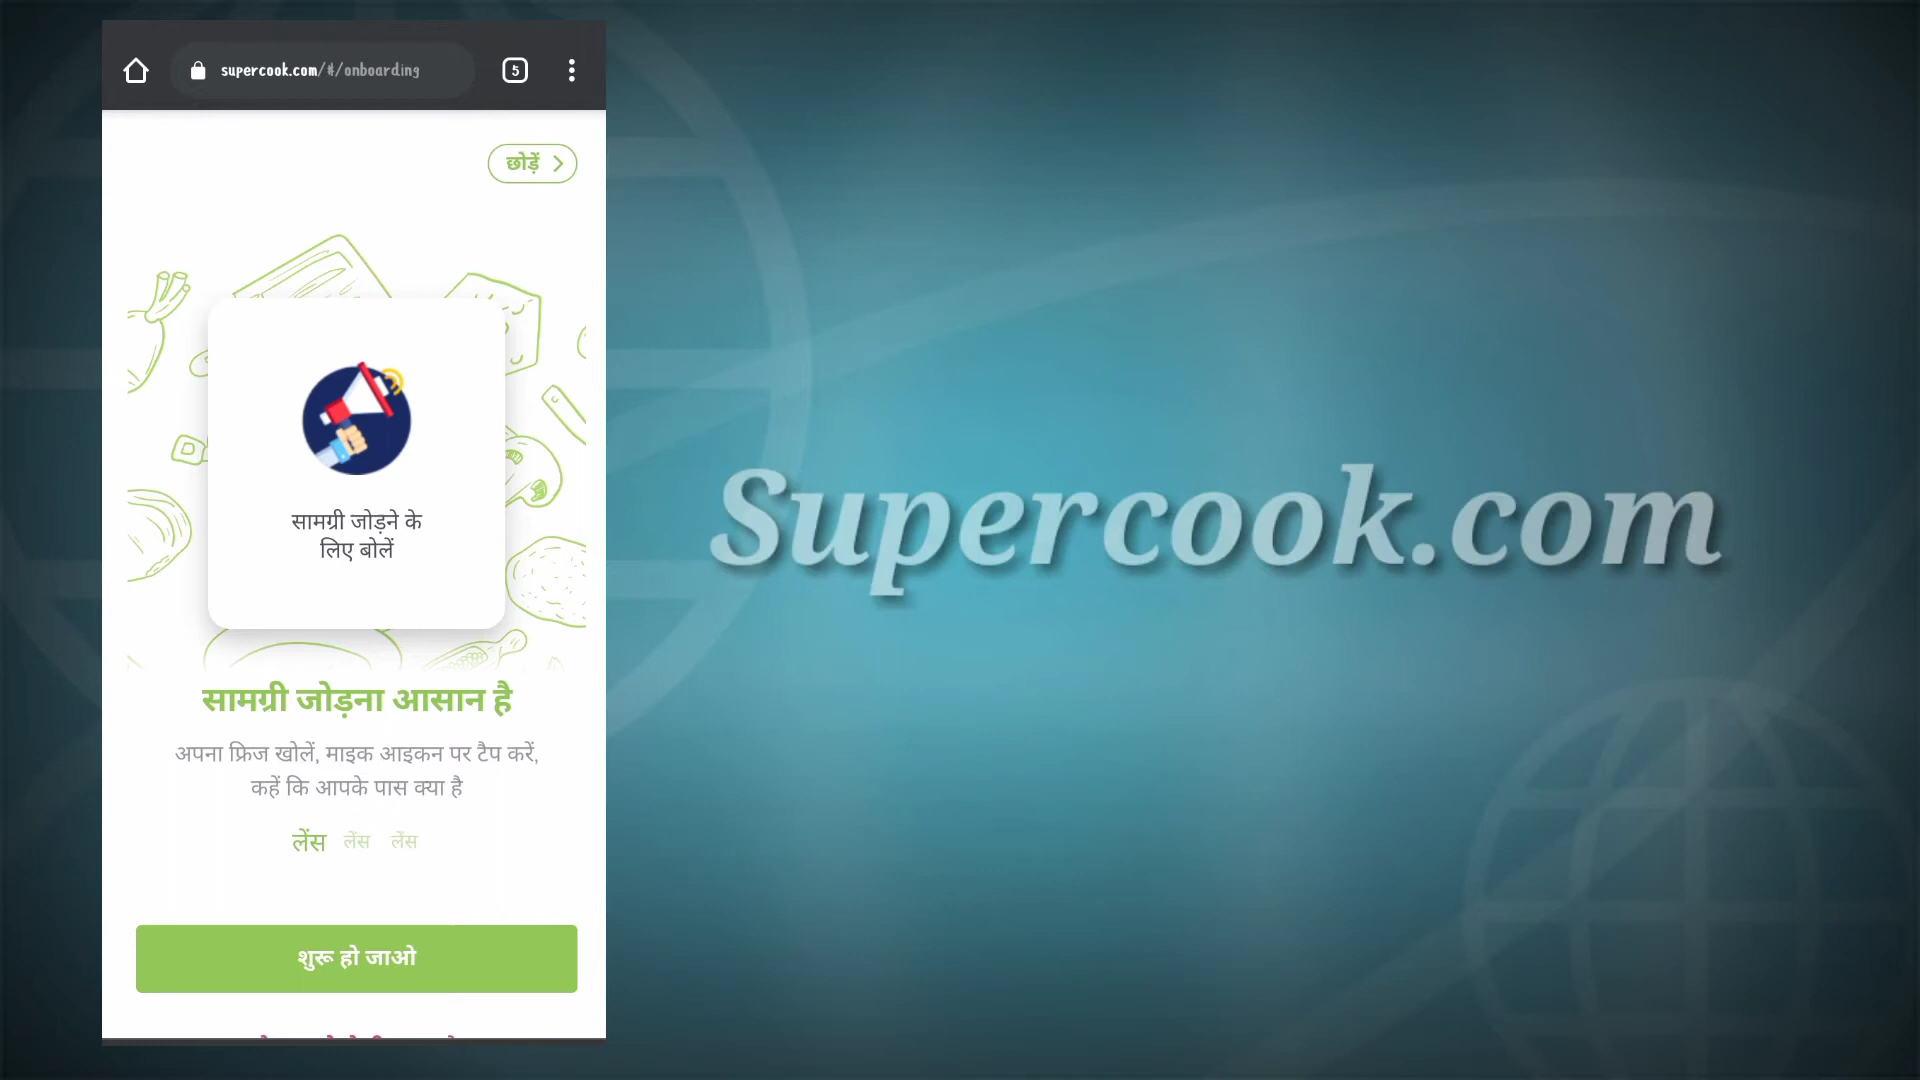 supercook.com/#/onboarding
5
छोड़ें
सामग्री जोड़ने के
लिए बोलें
Supercook.com
सामग्री जोड़ना आसान है
अपना फ्रिज खोलें, माइक आइकन पर टैप करें,
कहें कि आपके पास क्या है
लेंस लेंस लेंस
शुरू हो जाओ